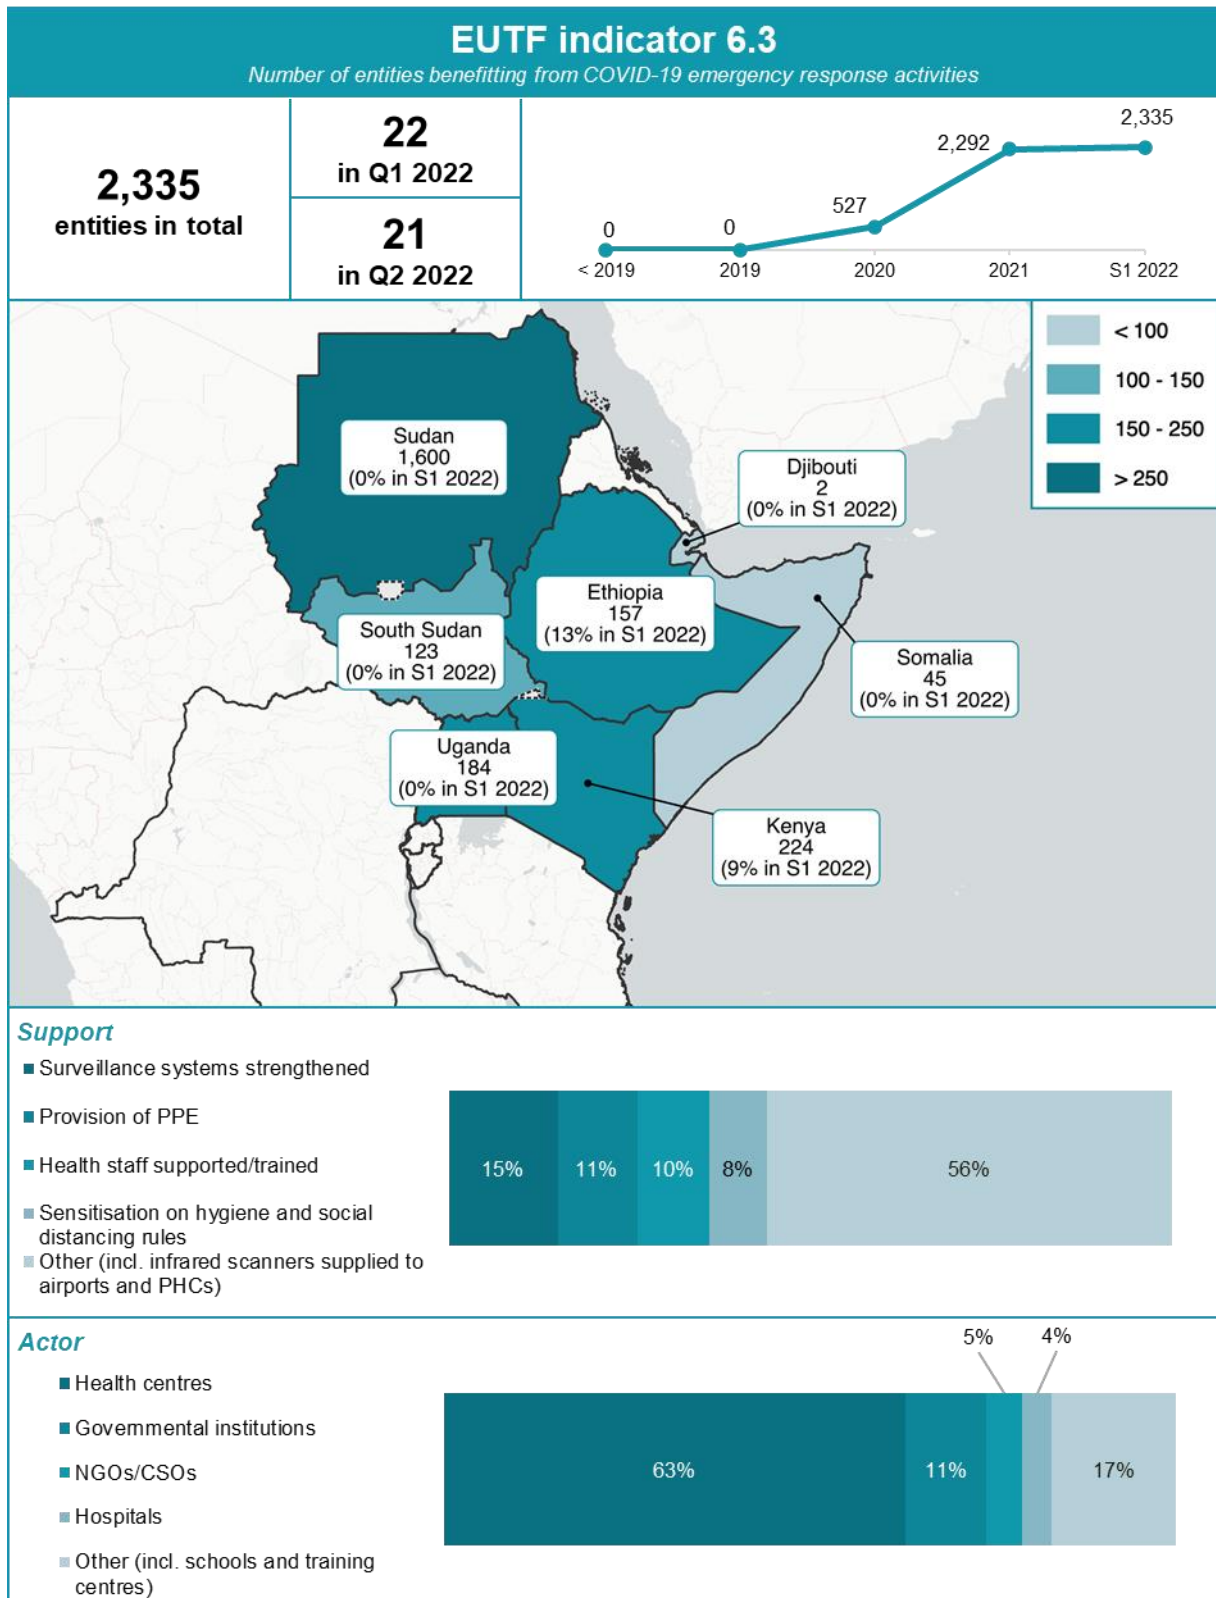 EUTF indicator 6.3
Number of entities benefitting from COVID-19 emergency response activities
2,335
entities in total
22
in Q1 2022
21
in Q2 2022
0
0
527
2,292
2,335
< 2019
2019
2020
2021
S1 2022
< 100
100 - 150
150 - 250
> 250
Sudan
1,600
(0% in S1 2022)
Djibouti
2
(0% in S1 2022)
Ethiopia
157
(13% in S1 2022)
South Sudan
123
(0% in S1 2022)
Somalia
45
(0% in S1 2022)
Uganda
184
(0% in S1 2022)
Kenya
224
(9% in S1 2022)
Support
Surveillance systems strengthened
Provision of PPE
Health staff supported/trained
Sensitisation on hygiene and social
distancing rules
Other (incl. infrared scanners supplied to
airports and PHCs)
15%
11%
10%
8%
56%
Actor
Health centres
Governmental institutions
NGOs/CSOs
Hospitals
Other (incl. schools and training
centres)
63%
11%
5%
4%
17%